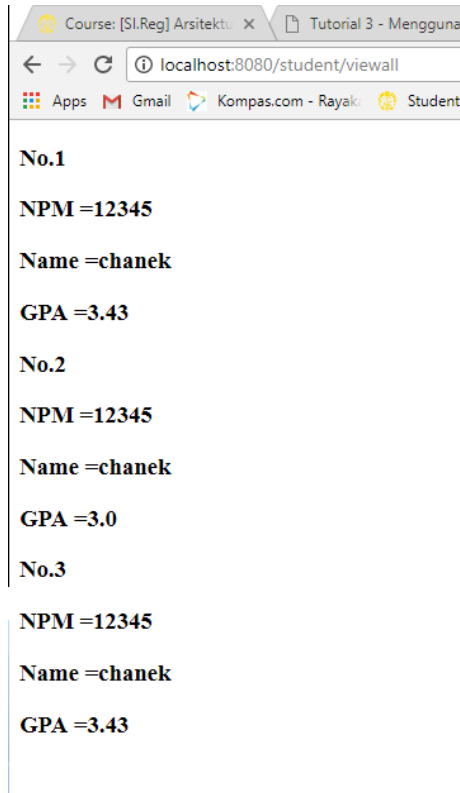 Course: [SI.Reg] Arsitektu
Tutorial 3 - Mengguna
localhost:8080/student/viewall
Apps Gmail Kompas.com - Rayak Student
No.1
NPM =12345
Name =chanek
GPA =3.43
No.2
NPM =12345
Name =chanek
GPA =3.0
No.3
NPM =12345
Name =chanek
GPA =3.43